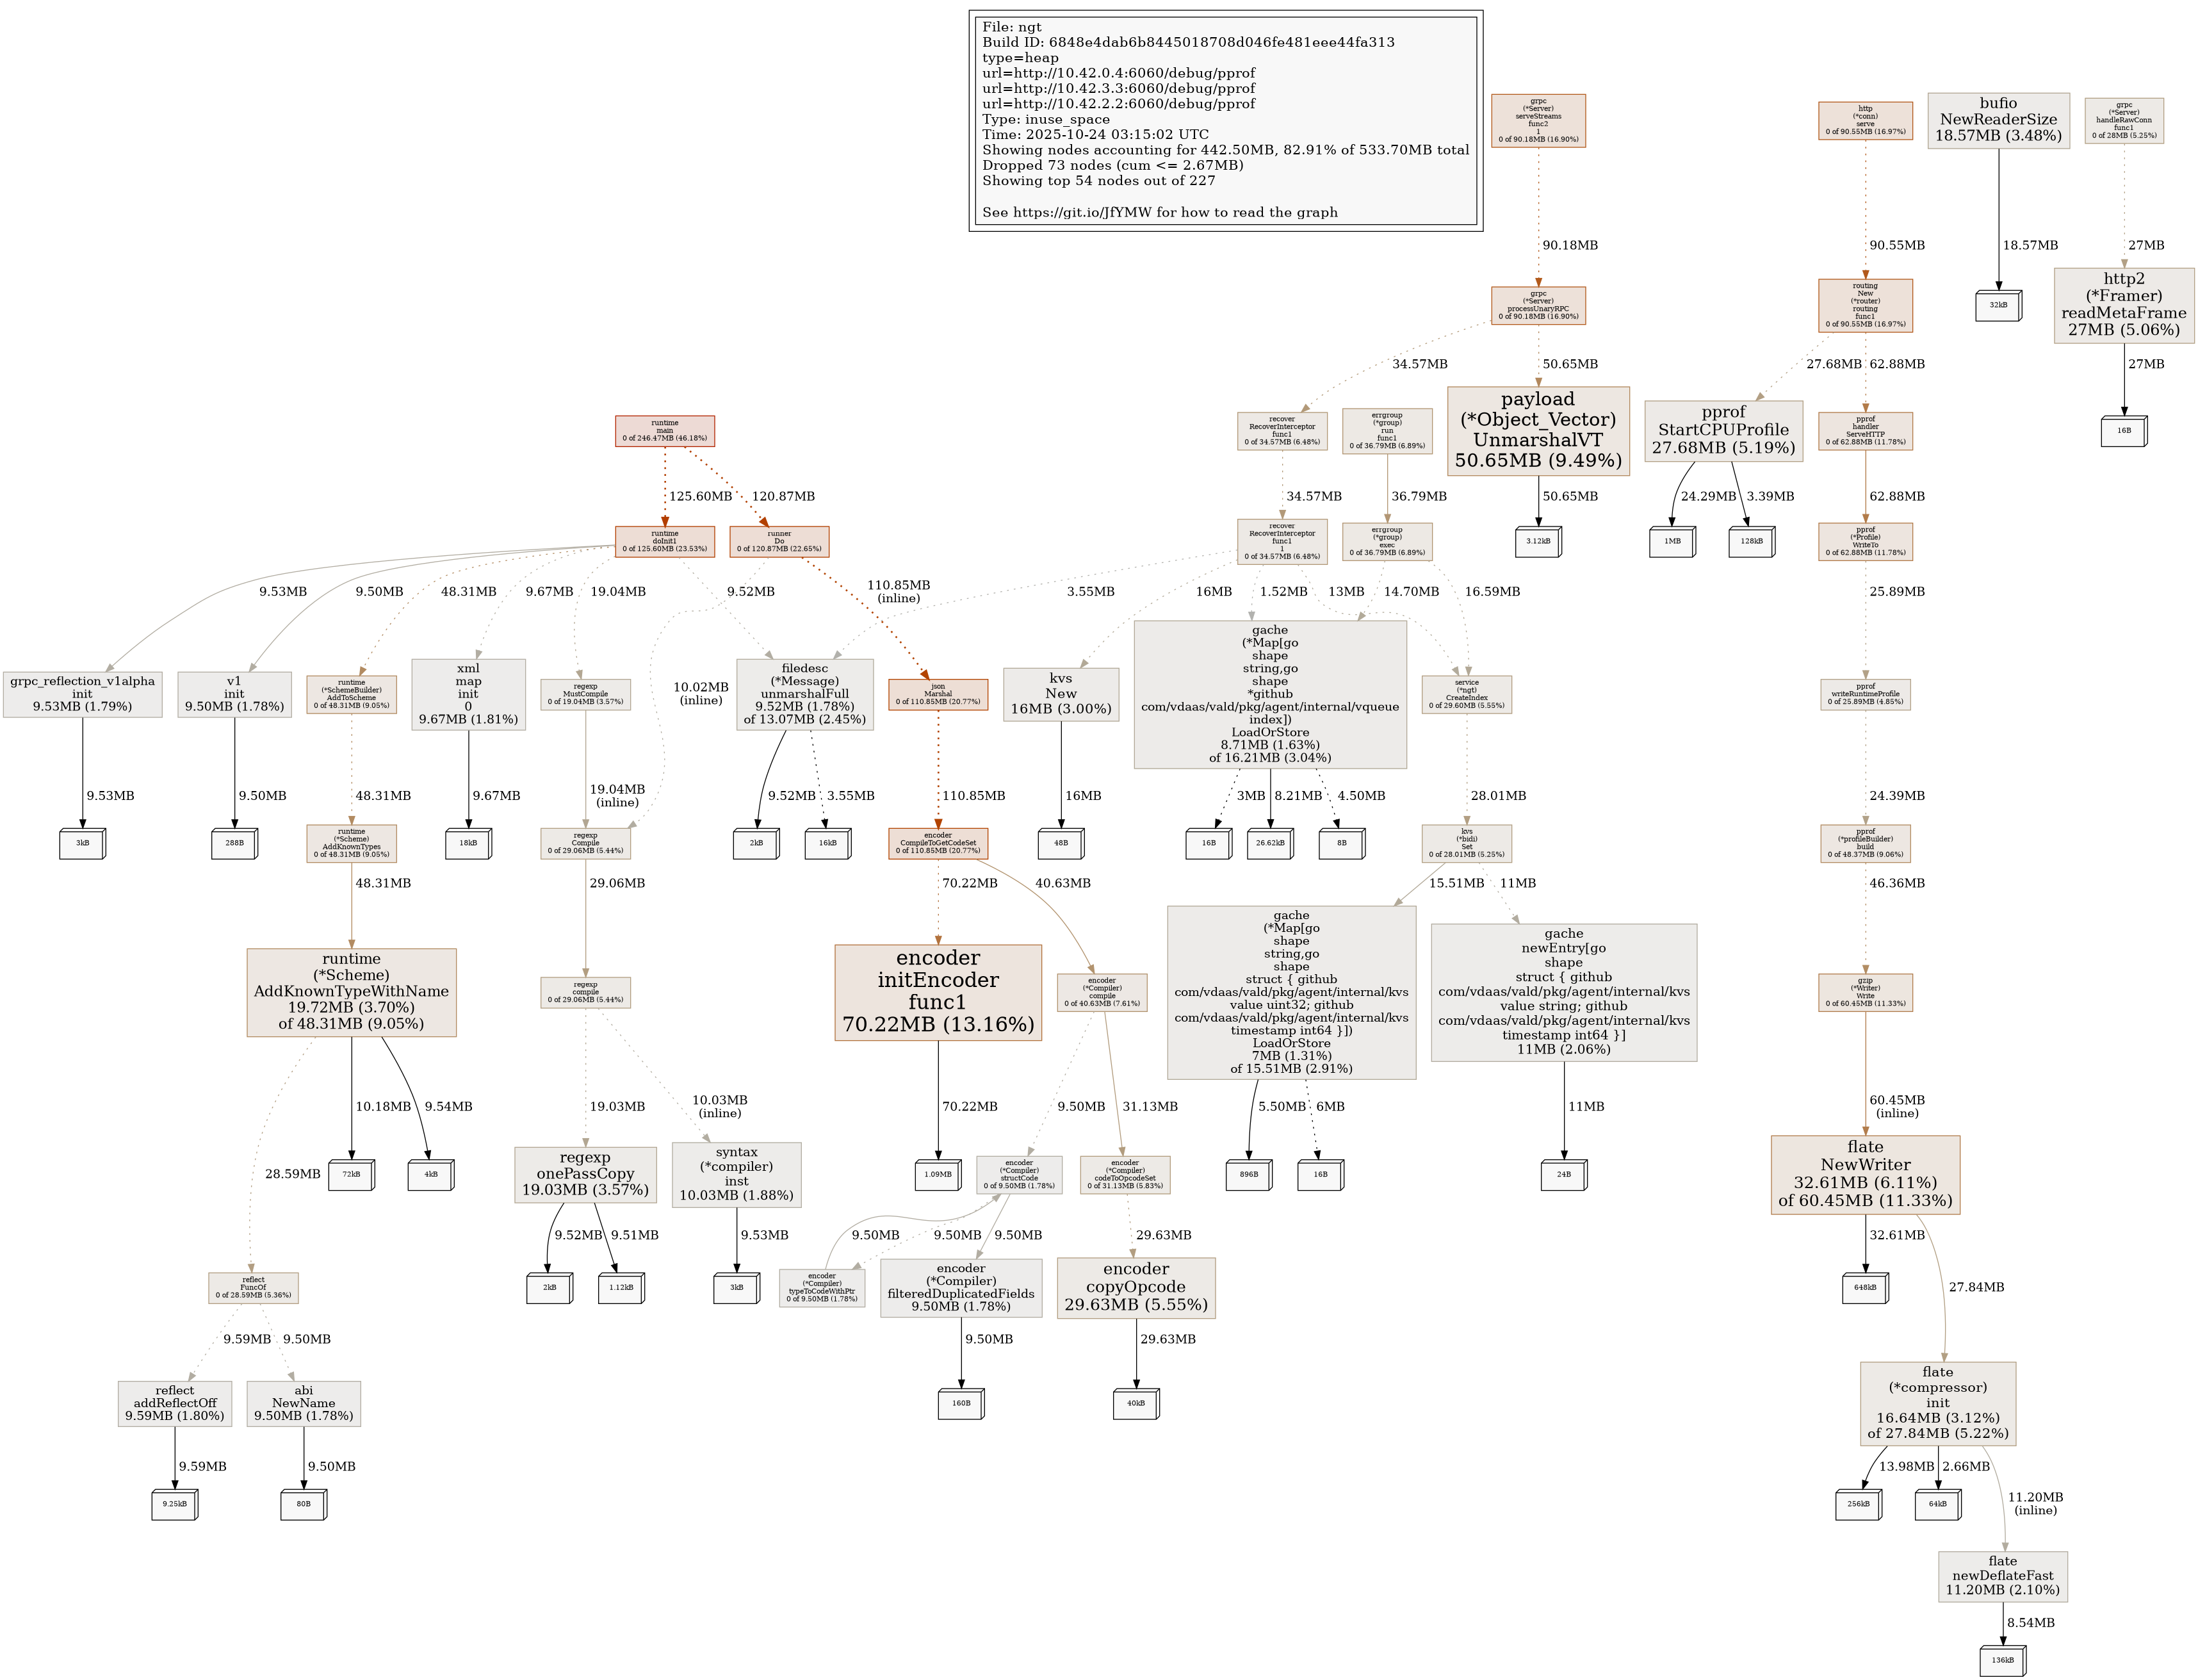 File: ngt
Build ID: 6848e4dab6b8445018708d046fe481eee44fa313
type=heap
url=http://10.42.0.4:6060/debug/pprof
url=http://10.42.3.3:6060/debug/pprof
url=http://10.42.2.2:6060/debug/pprof
Type: inuse_space
Time: 2025-10-24 03:15:02 UTC
Showing nodes accounting for 442.50MB, 82.91% of 533.70MB total
Dropped 73 nodes (cum <= 2.67MB)
Showing top 54 nodes out of 227
See https://git.io/JfYMW for how to read the graph
grpc
(*Server)
serveStreams
func2
1
0 of 90.18MB (16.90%)
http
(*conn)
serve
0 of 90.55MB (16.97%)
bufio
NewReaderSize
18.57MB (3.48%)
grpc
(*Server)
handleRawConn
func1
0 of 28MB (5.25%)
90.18MB
90.55MB
18.57MB
27MB
grpc
(*Server)
processUnaryRPC
0 of 90.18MB (16.90%)
routing
New
(*router)
routing
func1
0 of 90.55MB (16.97%)
32kB
http2
(*Framer)
readMetaFrame
27MB (5.06%)
34.57MB
50.65MB
27.68MB
62.88MB
27MB
runtime
main
0 of 246.47MB (46.18%)
recover
RecoverInterceptor
func1
0 of 34.57MB (6.48%)
errgroup
(*group)
run
func1
0 of 36.79MB (6.89%)
payload
(*Object_Vector)
UnmarshalVT
50.65MB (9.49%)
pprof
StartCPUProfile
27.68MB (5.19%)
pprof
handler
ServeHTTP
0 of 62.88MB (11.78%)
16B
125.60MB
120.87MB
34.57MB
36.79MB
50.65MB
24.29MB
3.39MB
62.88MB
runtime
doInit1
0 of 125.60MB (23.53%)
runner
Do
0 of 120.87MB (22.65%)
recover
RecoverInterceptor
func1
1
0 of 34.57MB (6.48%)
errgroup
(*group)
exec
0 of 36.79MB (6.89%)
3.12kB
1MB
128kB
pprof
(*Profile)
WriteTo
0 of 62.88MB (11.78%)
9.53MB
9.50MB
48.31MB
9.67MB
19.04MB
9.52MB
110.85MB
(inline)
3.55MB
16MB
1.52MB
13MB
14.70MB
16.59MB
25.89MB
grpc_reflection_v1alpha
init
9.53MB (1.79%)
v1
init
9.50MB (1.78%)
runtime
(*SchemeBuilder)
AddToScheme
0 of 48.31MB (9.05%)
xml
map
init
0
9.67MB (1.81%)
regexp
MustCompile
0 of 19.04MB (3.57%)
10.02MB
(inline)
filedesc
(*Message)
unmarshalFull
9.52MB (1.78%)
of 13.07MB (2.45%)
json
Marshal
0 of 110.85MB (20.77%)
kvs
New
16MB (3.00%)
gache
(*Map[go
shape
string,go
shape
*github
com/vdaas/vald/pkg/agent/internal/vqueue
index])
LoadOrStore
8.71MB (1.63%)
of 16.21MB (3.04%)
service
(*ngt)
CreateIndex
0 of 29.60MB (5.55%)
pprof
writeRuntimeProfile
0 of 25.89MB (4.85%)
9.53MB
9.50MB
48.31MB
9.67MB
19.04MB
(inline)
9.52MB
3.55MB
110.85MB
16MB
3MB
8.21MB
4.50MB
28.01MB
24.39MB
3kB
288B
runtime
(*Scheme)
AddKnownTypes
0 of 48.31MB (9.05%)
18kB
regexp
Compile
0 of 29.06MB (5.44%)
2kB
16kB
encoder
CompileToGetCodeSet
0 of 110.85MB (20.77%)
48B
16B
26.62kB
8B
kvs
(*bidi)
Set
0 of 28.01MB (5.25%)
pprof
(*profileBuilder)
build
0 of 48.37MB (9.06%)
48.31MB
29.06MB
70.22MB
40.63MB
15.51MB
11MB
46.36MB
runtime
(*Scheme)
AddKnownTypeWithName
19.72MB (3.70%)
of 48.31MB (9.05%)
regexp
compile
0 of 29.06MB (5.44%)
encoder
initEncoder
func1
70.22MB (13.16%)
encoder
(*Compiler)
compile
0 of 40.63MB (7.61%)
gache
(*Map[go
shape
string,go
shape
struct { github
com/vdaas/vald/pkg/agent/internal/kvs
value uint32; github
com/vdaas/vald/pkg/agent/internal/kvs
timestamp int64 }])
LoadOrStore
7MB (1.31%)
of 15.51MB (2.91%)
gache
newEntry[go
shape
struct { github
com/vdaas/vald/pkg/agent/internal/kvs
value string; github
com/vdaas/vald/pkg/agent/internal/kvs
timestamp int64 }]
11MB (2.06%)
gzip
(*Writer)
Write
0 of 60.45MB (11.33%)
28.59MB
10.18MB
9.54MB
19.03MB
10.03MB
(inline)
70.22MB
9.50MB
31.13MB
5.50MB
6MB
11MB
60.45MB
(inline)
72kB
4kB
regexp
onePassCopy
19.03MB (3.57%)
syntax
(*compiler)
inst
10.03MB (1.88%)
1.09MB
encoder
(*Compiler)
structCode
0 of 9.50MB (1.78%)
encoder
(*Compiler)
codeToOpcodeSet
0 of 31.13MB (5.83%)
896B
16B
24B
flate
NewWriter
32.61MB (6.11%)
of 60.45MB (11.33%)
9.52MB
9.51MB
9.53MB
9.50MB
9.50MB
9.50MB
29.63MB
32.61MB
27.84MB
reflect
FuncOf
0 of 28.59MB (5.36%)
2kB
1.12kB
3kB
encoder
(*Compiler)
typeToCodeWithPtr
0 of 9.50MB (1.78%)
encoder
(*Compiler)
filteredDuplicatedFields
9.50MB (1.78%)
encoder
copyOpcode
29.63MB (5.55%)
648kB
9.59MB
9.50MB
9.50MB
29.63MB
reflect
addReflectOff
9.59MB (1.80%)
abi
NewName
9.50MB (1.78%)
160B
40kB
flate
(*compressor)
init
16.64MB (3.12%)
of 27.84MB (5.22%)
9.59MB
9.50MB
13.98MB
2.66MB
11.20MB
(inline)
9.25kB
80B
256kB
64kB
flate
newDeflateFast
11.20MB (2.10%)
8.54MB
136kB